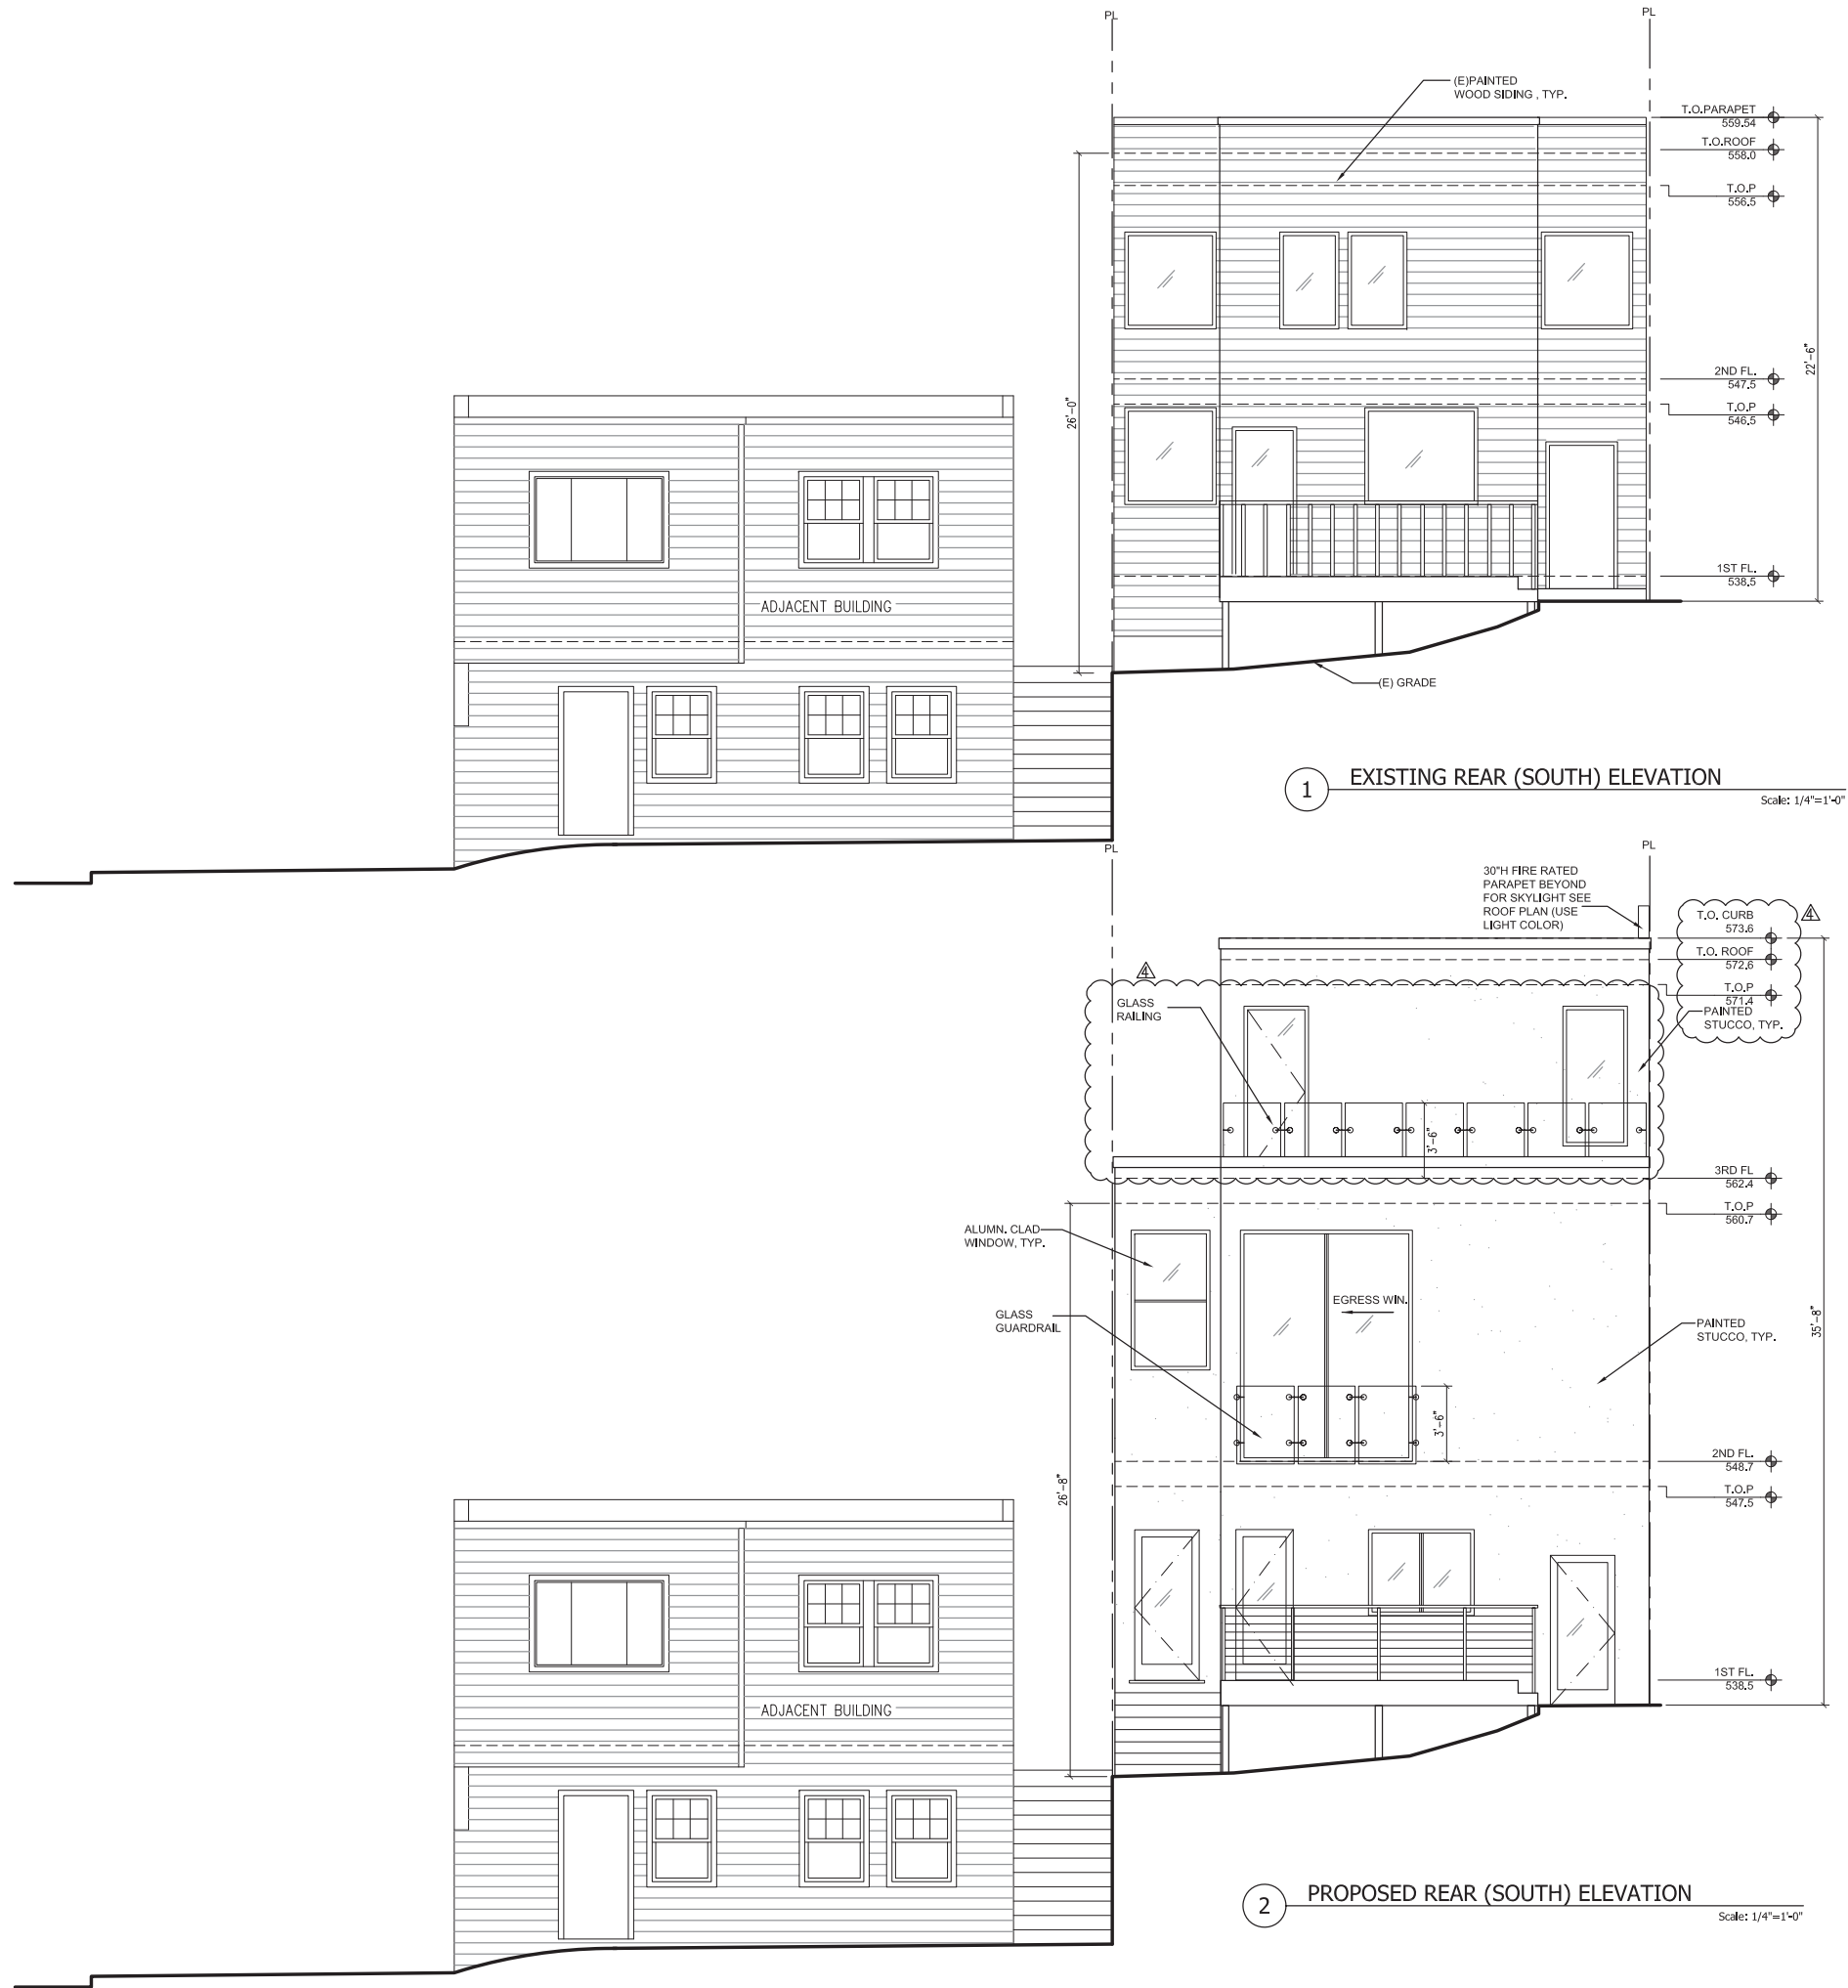 PL
PL
(E)PAINTED
WOOD SIDING , TYP.
T.O.PARAPET
559.54
T.O.ROOF
558.0
T.O.P
556.5
2ND FL.
547.5
T.O.P
546.5
1ST FL.
538.5
22'-6"
26'-0"
ADJACENT BUILDING
(E) GRADE
1
EXISTING REAR (SOUTH) ELEVATION
Scale: 1/4"=1'-0"
PL
PL
30"H FIRE RATED
PARAPET BEYOND
FOR SKYLIGHT SEE
ROOF PLAN (USE
LIGHT COLOR)
T.O. CURB
573.6
4
T.O. ROOF
572.6
T.O.P
571.4
PAINTED
STUCCO, TYP.
4
GLASS
RAILING
3'-6"
3RD FL
562.4
T.O.P
560.7
ALUMN. CLAD
WINDOW, TYP.
EGRESS WIN.
GLASS
GUARDRAIL
PAINTED
STUCCO, TYP.
35'-8"
3'-6"
2ND FL.
548.7
T.O.P
547.5
26'-8"
1ST FL.
538.5
ADJACENT BUILDING
2
PROPOSED REAR (SOUTH) ELEVATION
Scale: 1/4"=1'-0"